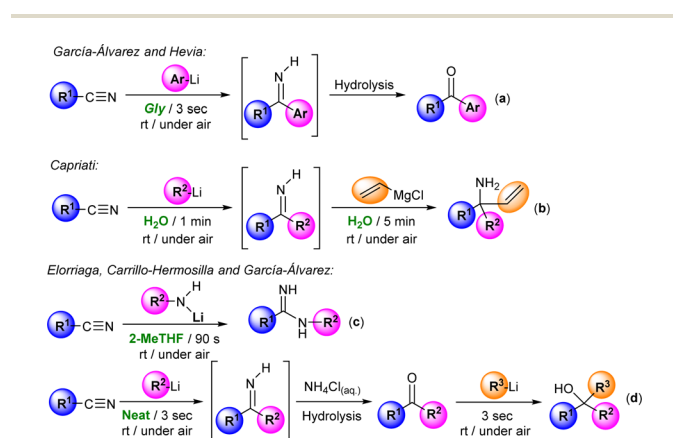 García-Álvarez and Hevia:
R¹-C≡N
Ar-Li
Gly / 3 sec
rt / under air
N H
R¹ Ar
Hydrolysis
O
R¹ Ar
(a)
Capriati:
R¹-C≡N
R²-Li
H₂O / 1 min
rt / under air
N H
R¹ R²
MgCl
H₂O / 5 min
rt / under air
NH₂
R¹ R²
(b)
Elorriaga, Carrillo-Hermosilla and García-Álvarez:
R¹-C≡N
R²-N H
Li
2-MeTHF / 90 s
rt / under air
NH
R¹ N-R²
H
(c)
R¹-C≡N
R²-Li
Neat / 3 sec
rt / under air
N H
R¹ R²
NH₄Cl(aq.)
Hydrolysis
O
R¹ R²
R³-Li
3 sec
rt / under air
HO R³
R¹ R²
(d)